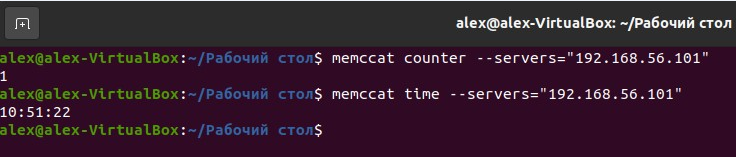 alex@alex-VirtualBox: ~/Рабочий стол
alex@alex-VirtualBox:~/Рабочий стол$ memccat counter --servers="192.168.56.101"
1
alex@alex-VirtualBox:~/Рабочий стол$ memccat time --servers="192.168.56.101"
10:51:22
alex@alex-VirtualBox:~/Рабочий стол$